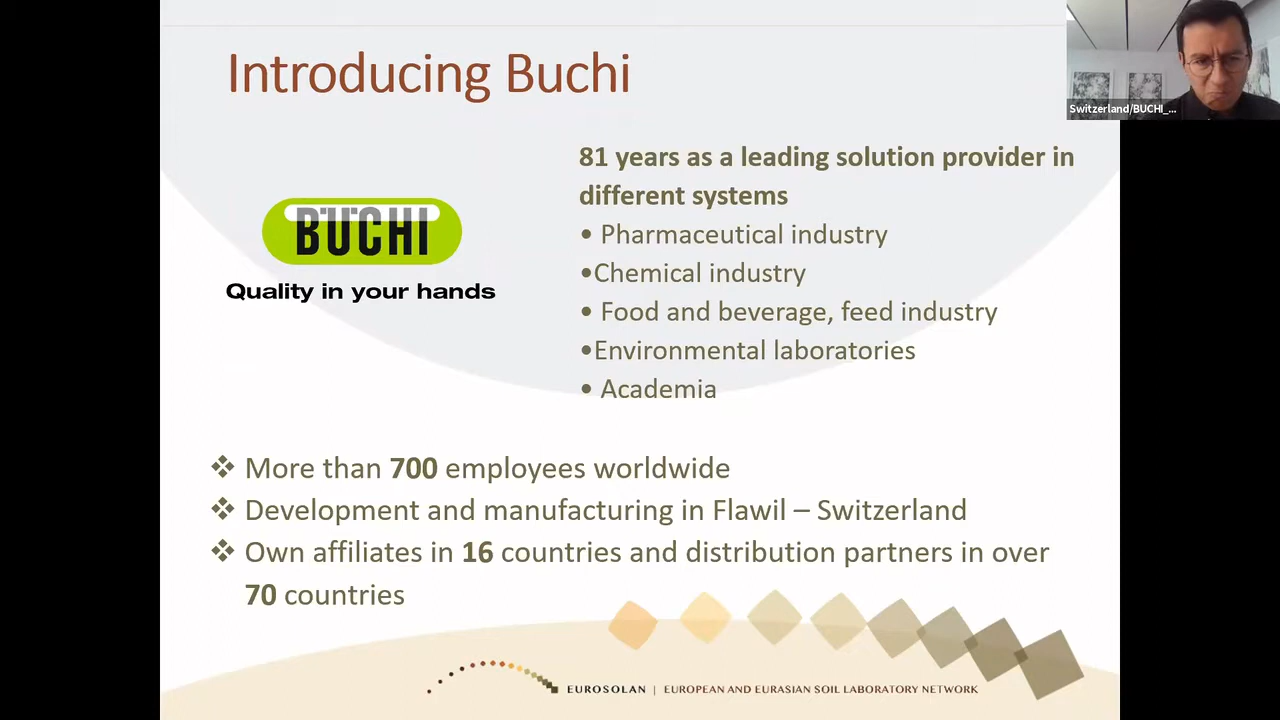 Introducing Buchi
Switzerland/BUCHI_...
81 years as a leading solution provider in
different systems
• Pharmaceutical industry
•Chemical industry
• Food and beverage, feed industry
•Environmental laboratories
• Academia
BÜCHI
Quality in your hands
❖ More than 700 employees worldwide
❖ Development and manufacturing in Flawil – Switzerland
❖ Own affiliates in 16 countries and distribution partners in over
70 countries
EUROSOLAN | EUROPEAN AND EURASIAN SOIL LABORATORY NETWORK